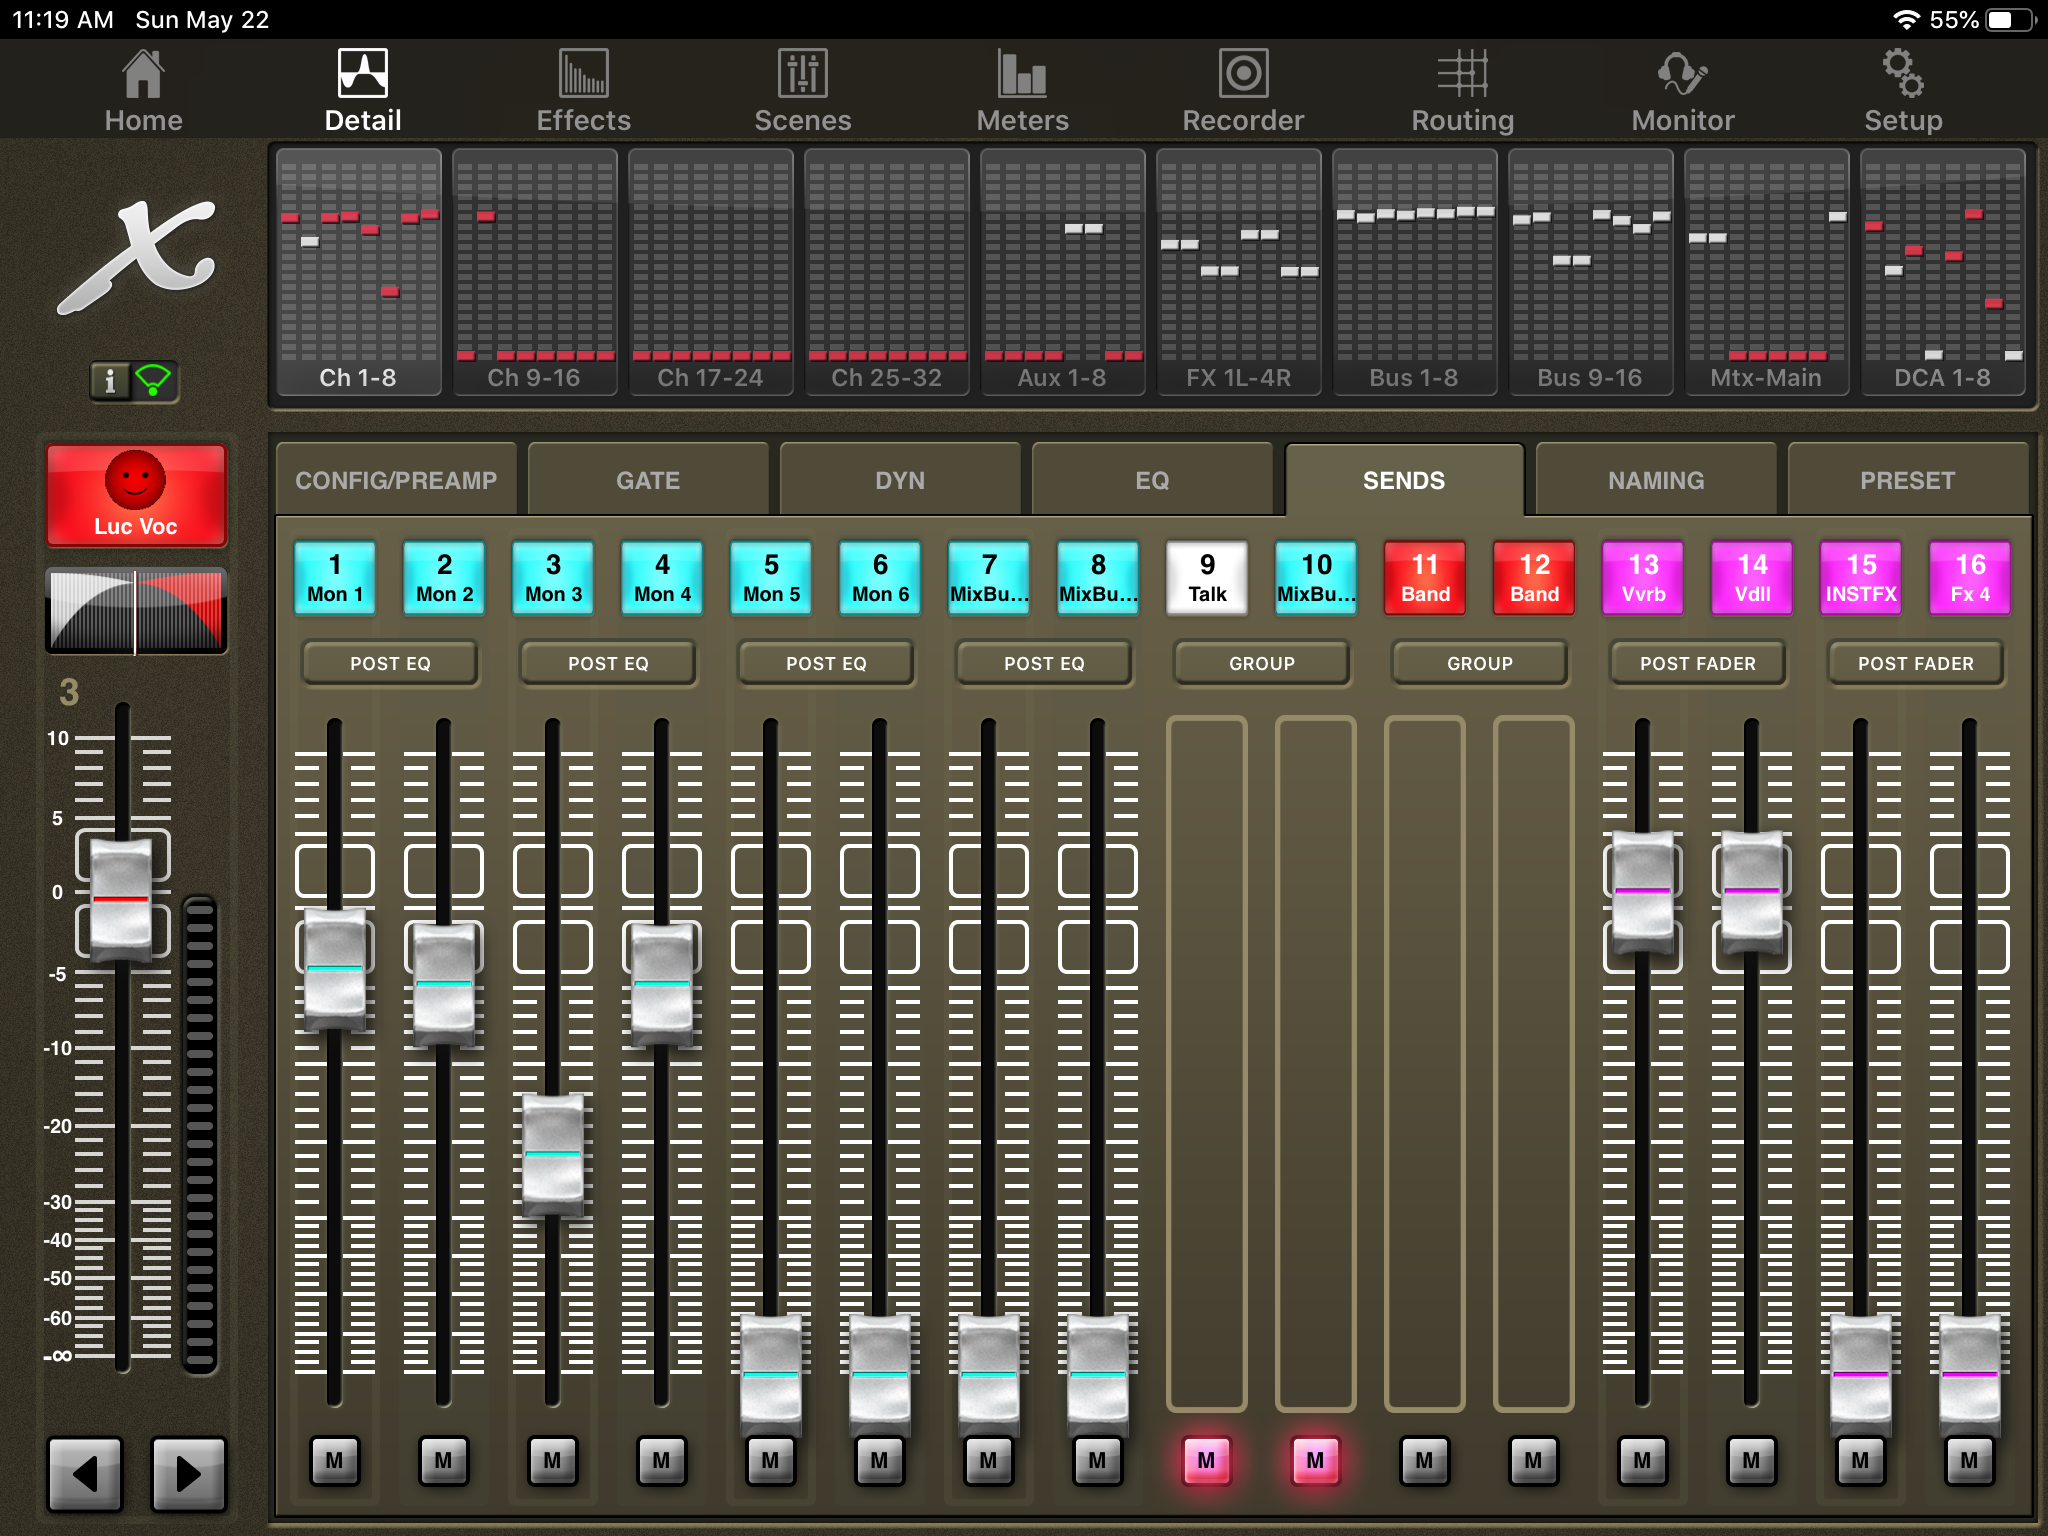 11:19 AM Sun May 22 55%
Home Detail Effects Scenes Meters Recorder Routing Monitor Setup
Ch 1-8 Ch 9-16 Ch 17-24 Ch 25-32 Aux 1-8 FX 1L-4R Bus 1-8 Bus 9-16 Mtx-Main DCA 1-8
i
Luc Voc
CONFIG/PREAMP GATE DYN EQ SENDS NAMING PRESET
1 2 3 4 5 6 7 8 9 10 11 12 13 14 15 16
Mon 1 Mon 2 Mon 3 Mon 4 Mon 5 Mon 6 MixBu... MixBu... Talk MixBu... Band Band Vvrb Vdll INSTFX Fx 4
POST EQ POST EQ POST EQ POST EQ GROUP GROUP POST FADER POST FADER
3
10
5
0
-5
-10
-20
-30
-40
-50
-60
-∞
M M M M M M M M M M M M M M M M